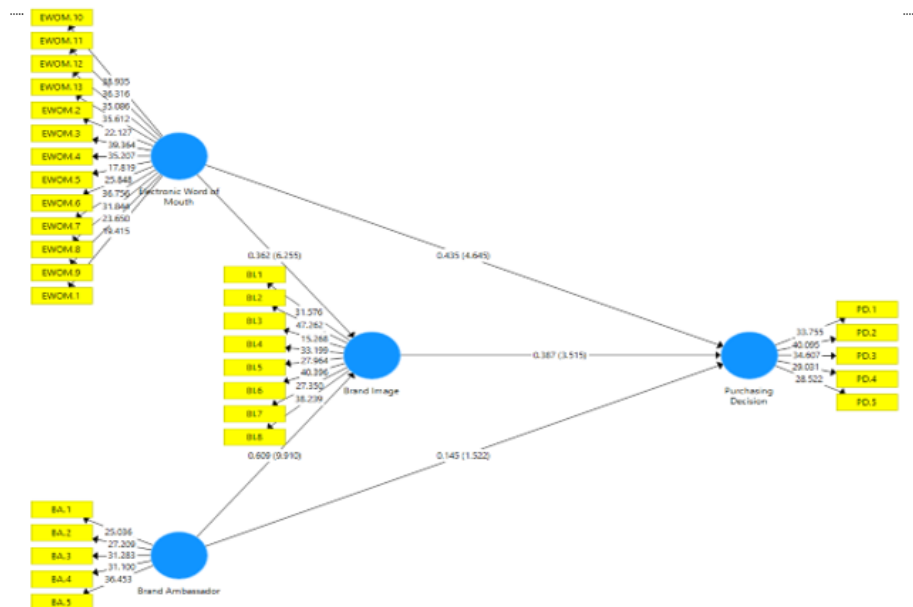 EWOM.10
EWOM.11
EWOM.12
EWOM.13
EWOM.2
EWOM.3
EWOM.4
EWOM.5
EWOM.6
EWOM.7
EWOM.8
EWOM.9
EWOM.1
36.316
35.086
35.612
22.127
39.364
35.207
17.819
25.848
36.756
31.844
23.650
19.415
Electronic Word of
Mouth
0.362 (6.255)
0.435 (4.645)
BI.1
BI.2
BI.3
BI.4
BI.5
BI.6
BI.7
BI.8
31.576
47.262
15.268
33.199
27.964
40.396
27.350
38.239
Brand Image
0.387 (3.515)
PD.1
PD.2
PD.3
PD.4
PD.5
33.755
40.095
34.607
29.031
28.522
Purchasing
Decision
0.609 (9.910)
0.145 (1.522)
BA.1
BA.2
BA.3
BA.4
BA.5
25.036
27.209
31.283
31.100
36.453
Brand Ambassador